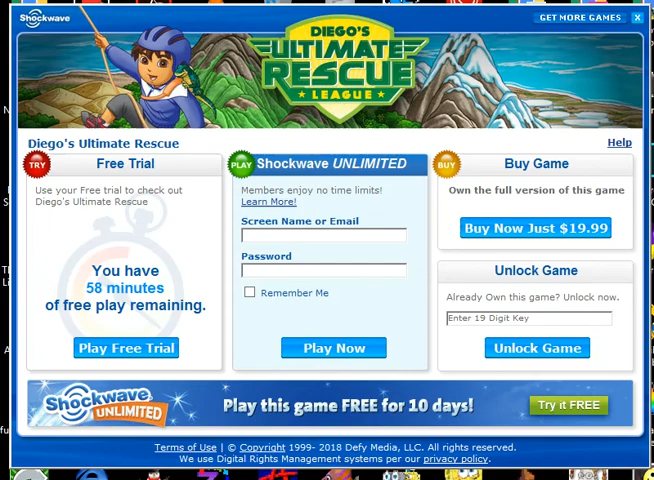 Shockwave
GET MORE GAMES X
DIEGO'S
ULTIMATE
RESCUE
LEAGUE
Diego's Ultimate Rescue
Help
TRY
Free Trial
Use your Free trial to check out
Diego's Ultimate Rescue
You have
58 minutes
of free play remaining.
Play Free Trial
PLAY
Shockwave UNLIMITED
Members enjoy no time limits!
Learn More!
Screen Name or Email
Password
Remember Me
Play Now
BUY
Buy Game
Own the full version of this game
Buy Now Just $19.99
Unlock Game
Already Own this game? Unlock now.
Enter 19 Digit Key
Unlock Game
Shockwave
UNLIMITED
Play this game FREE for 10 days!
Try it FREE
Terms of Use | © Copyright 1999- 2018 Defy Media, LLC. All rights reserved.
We use Digital Rights Management systems per our privacy policy.